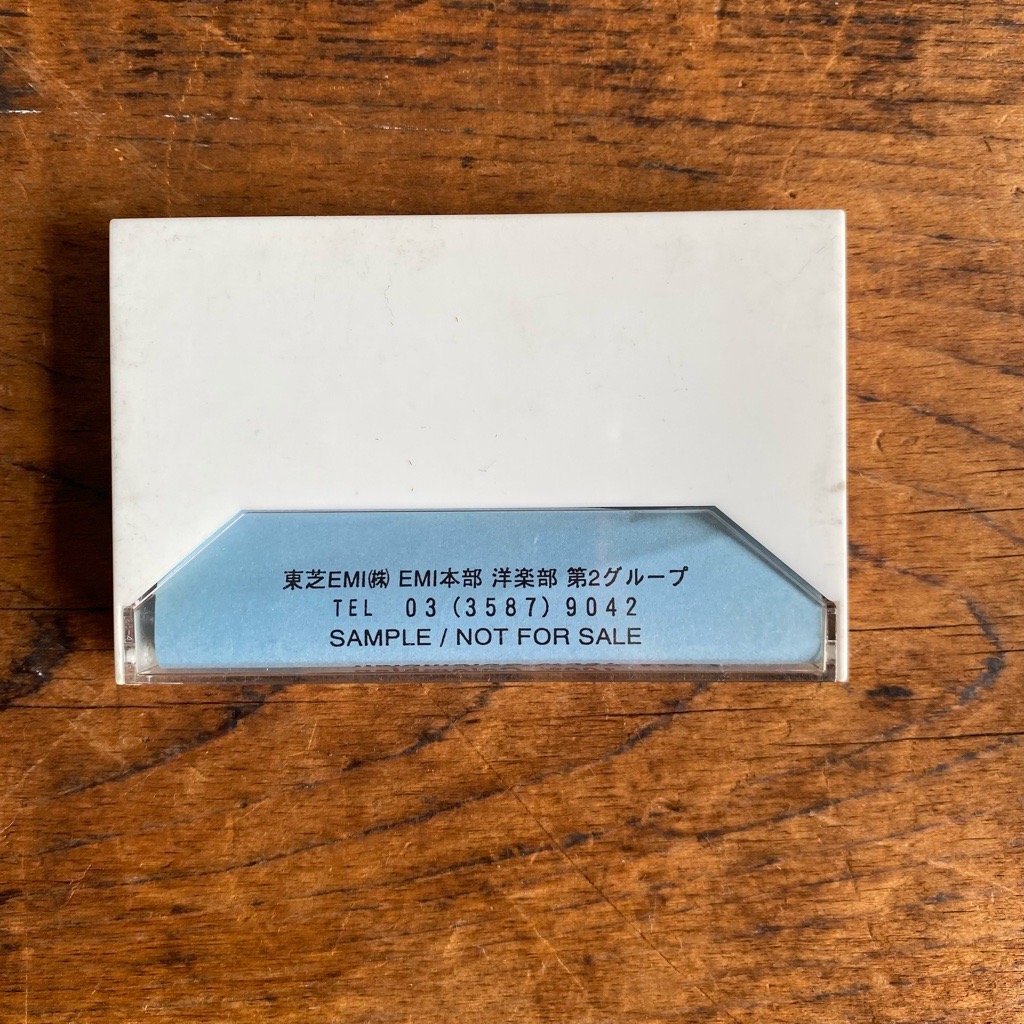 東芝EMI㈱ EMI本部 洋楽部 第2グループ
TEL 03(3587)9042
SAMPLE / NOT FOR SALE